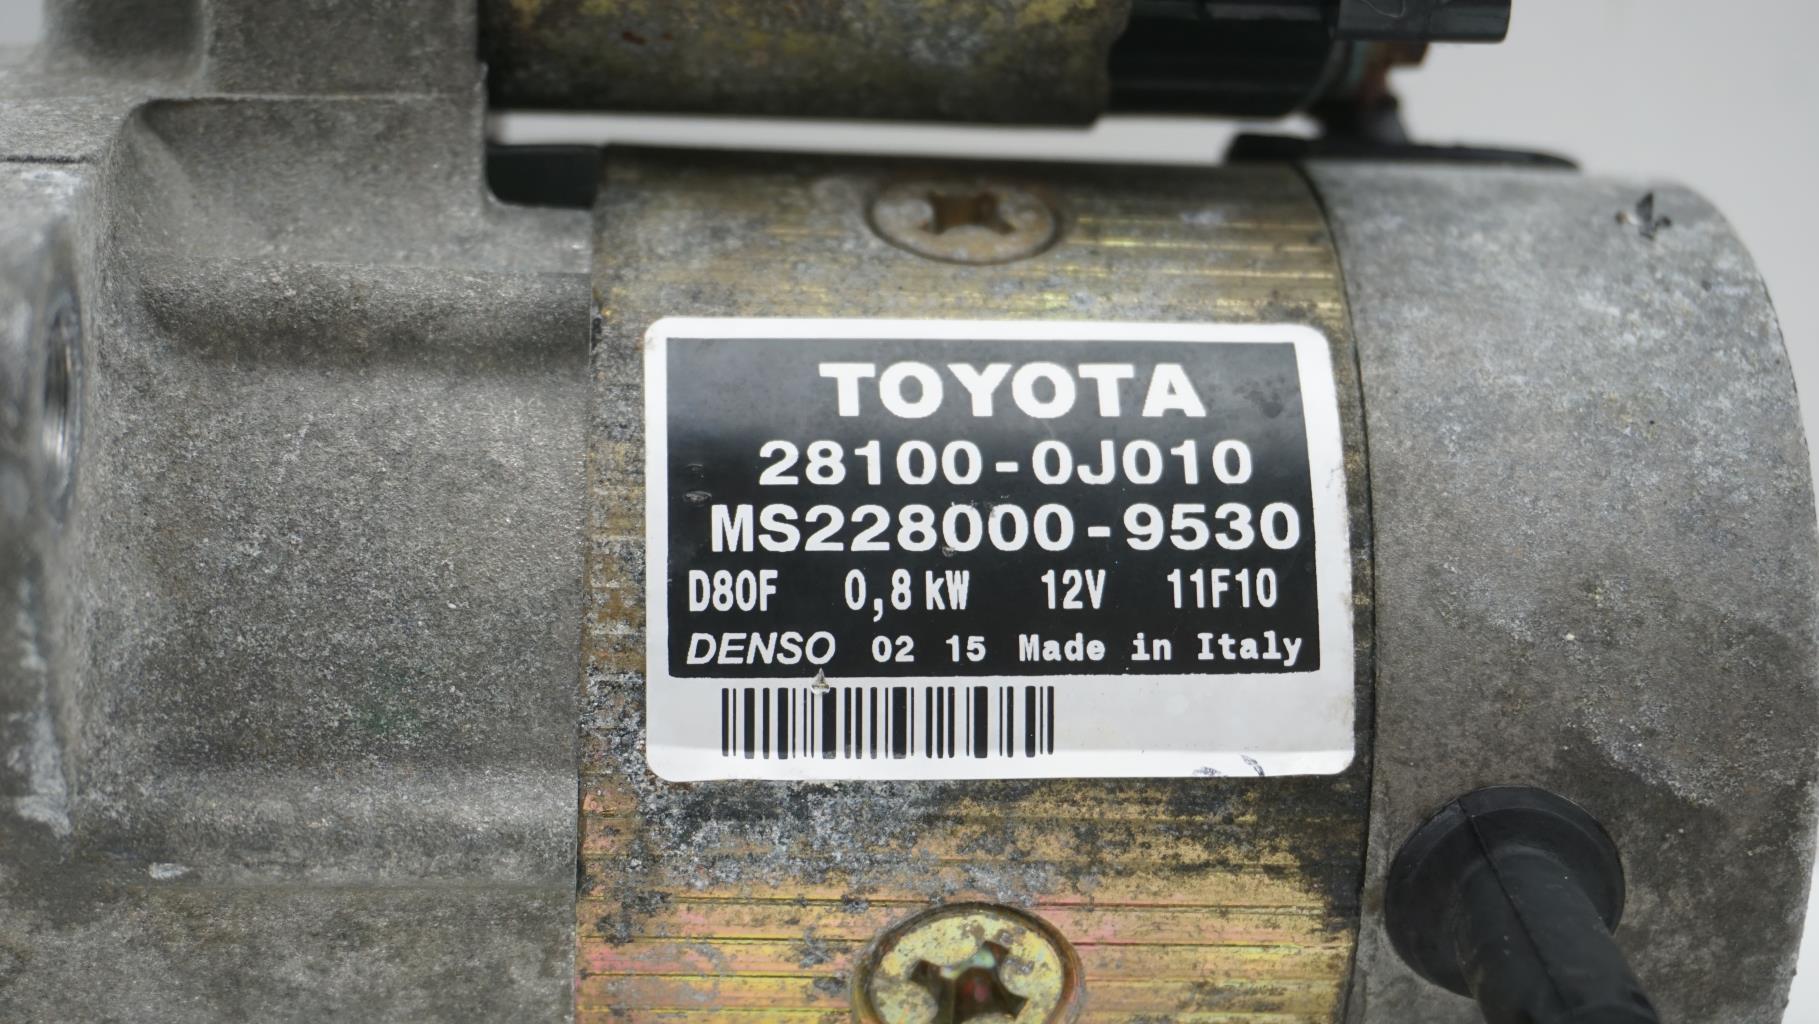 TOYOTA
28100-0J010
MS228000-9530
D80F 0,8 kW 12V 11F10
DENSO 02 15 Made in Italy